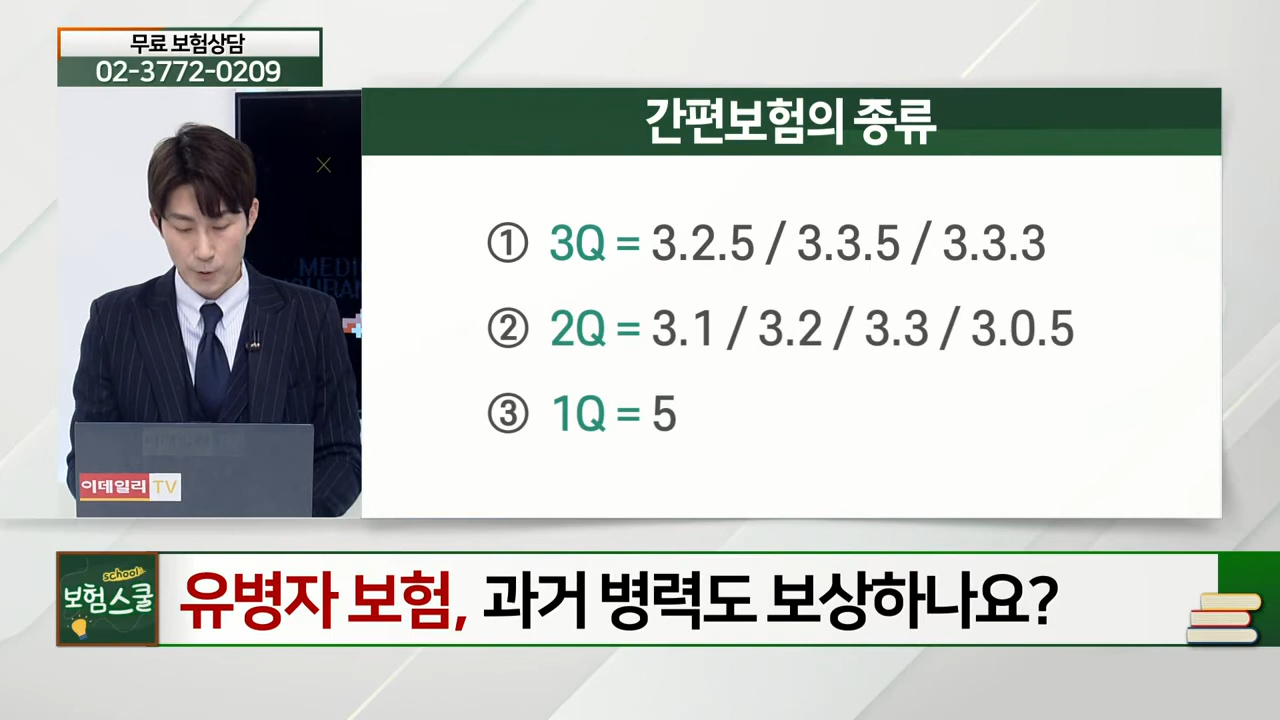 무료 보험상담
02-3772-0209
간편보험의 종류
① 3Q = 3.2.5 / 3.3.5 / 3.3.3
② 2Q = 3.1 / 3.2 / 3.3 / 3.0.5
③ 1Q = 5
이데일리 TV
school
보험스쿨
유병자 보험, 과거 병력도 보상하나요?